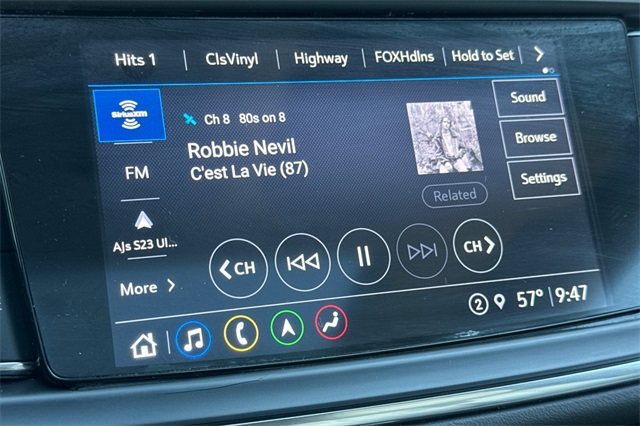 Hits 1 ClsVinyl Highway FOXHdlns Hold to Set
SiriusXM
Ch 8 80s on 8
Sound
Robbie Nevil
C'est La Vie (87)
Browse
FM
Related
Settings
AJs S23 Ul...
CH
CH
More
2 57° 9:47